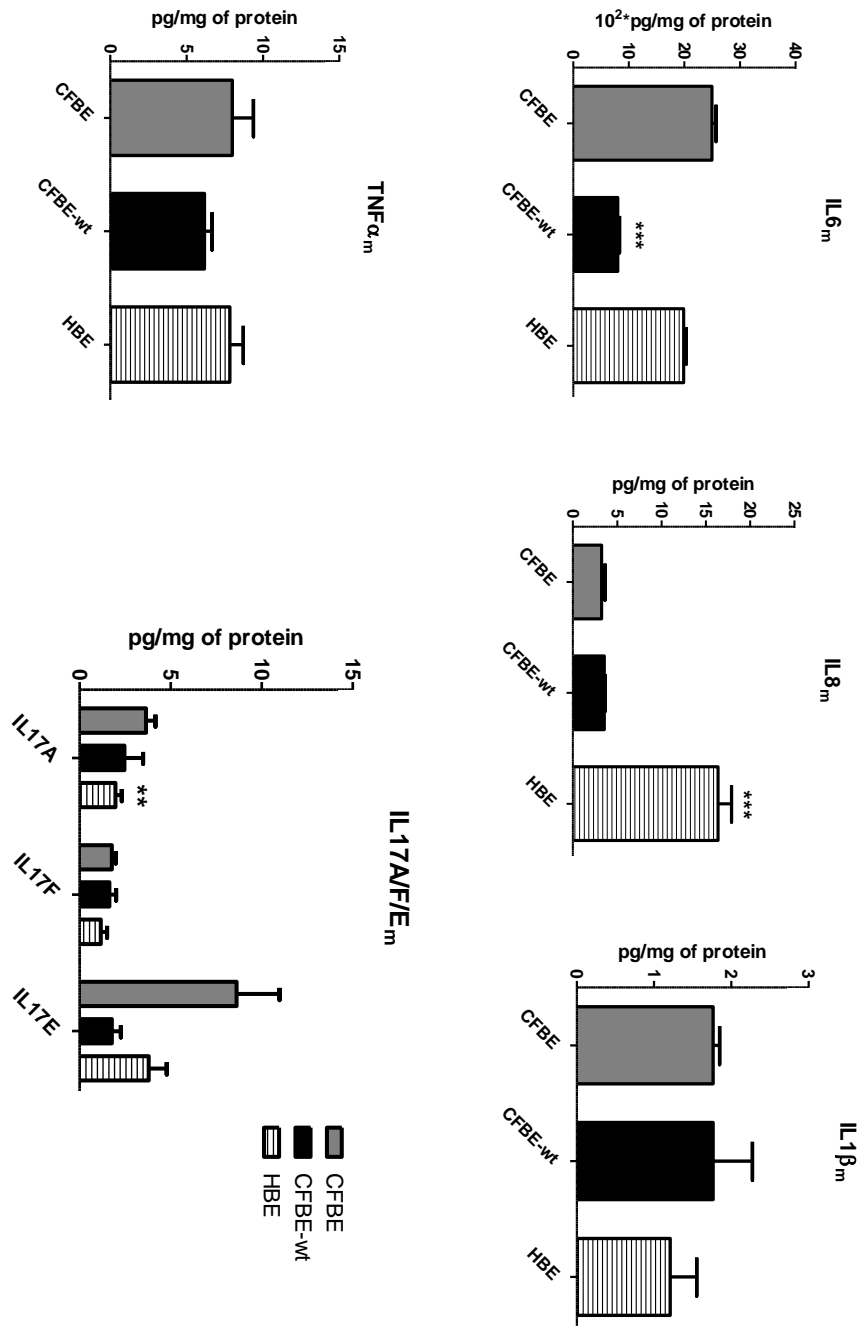 IL6m
10²*pg/mg of protein
40
30
20
10
0
***
CFBE
CFBE-wt
HBE
IL8m
pg/mg of protein
25
20
15
10
5
0
***
CFBE
CFBE-wt
HBE
IL1βm
pg/mg of protein
3
2
1
0
CFBE
CFBE-wt
HBE
TNFαm
pg/mg of protein
15
10
5
0
CFBE
CFBE-wt
HBE
IL17A/F/Em
pg/mg of protein
15
10
5
0
**
IL17A
IL17F
IL17E
CFBE
CFBE-wt
HBE